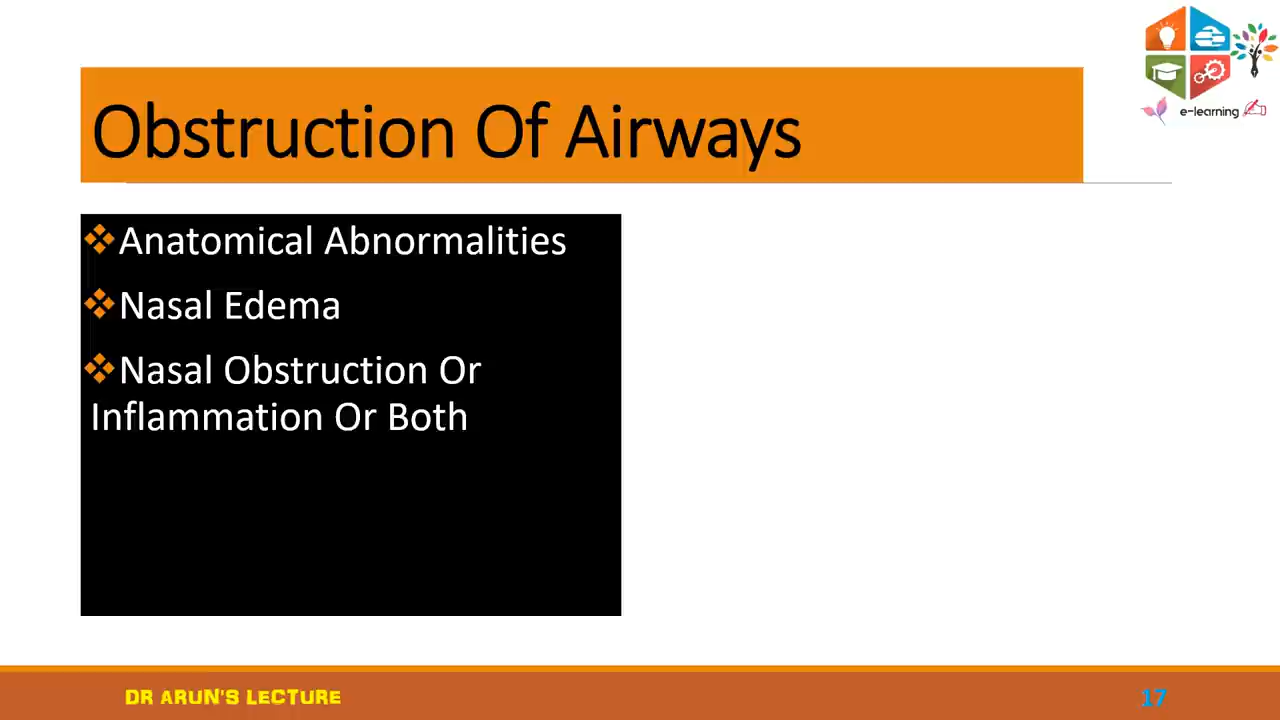 e-learning
Obstruction Of Airways
❖Anatomical Abnormalities
❖Nasal Edema
❖Nasal Obstruction Or
Inflammation Or Both
DR ARUN'S LECTURE
17